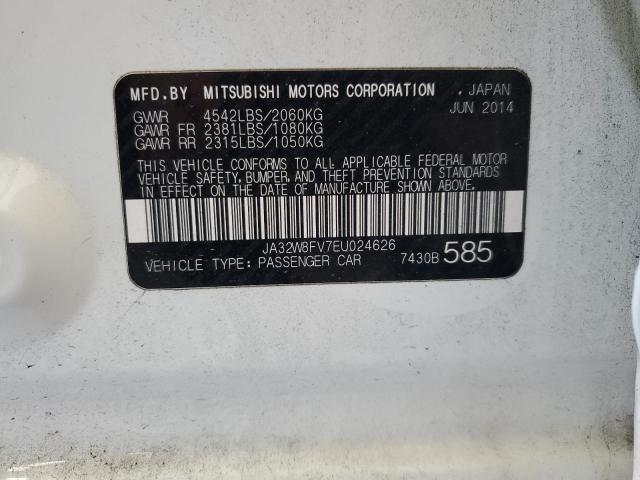 MFD.BY MITSUBISHI MOTORS CORPORATION , JAPAN
JUN 2014
GVWR 4542LBS/2060KG
GAWR FR 2381LBS/1080KG
GAWR RR 2315LBS/1050KG
THIS VEHICLE CONFORMS TO ALL APPLICABLE FEDERAL MOTOR
VEHICLE SAFETY, BUMPER, AND THEFT PREVENTION STANDARDS
IN EFFECT ON THE DATE OF MANUFACTURE SHOWN ABOVE.
JA32W8FV7EU024626
VEHICLE TYPE: PASSENGER CAR 7430B 585